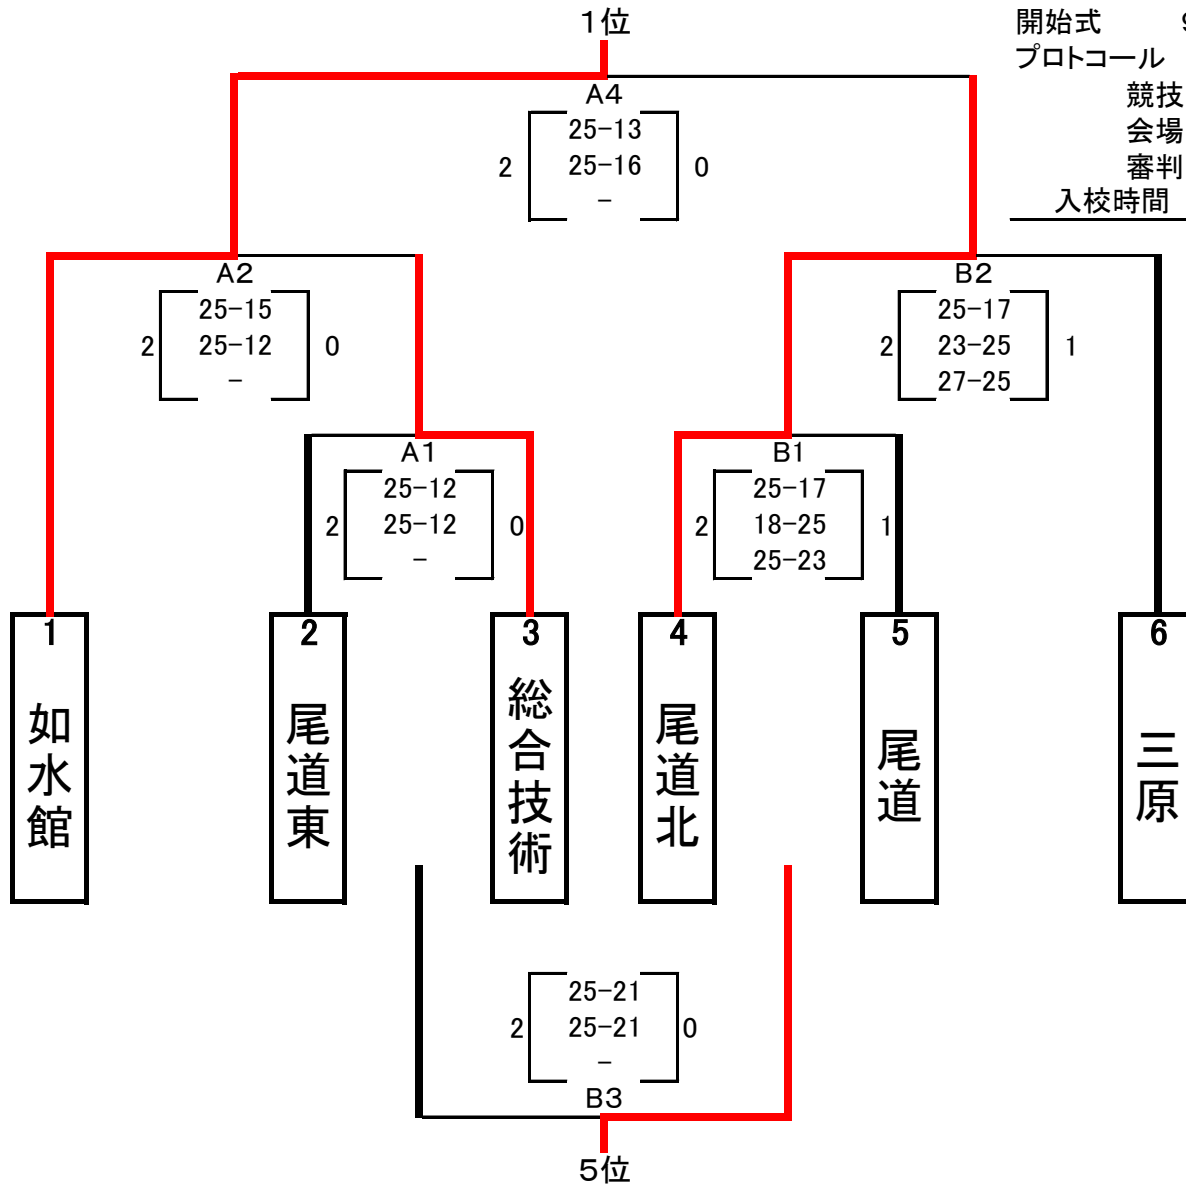 1位
開始式 9
プロトコール
競技
会場
審判
入校時間
A4
25-13
2 25-16 0
-
A2
25-15
2 25-12 0
-
B2
25-17
2 23-25 1
27-25
A1
25-12
2 25-12 0
-
B1
25-17
2 18-25 1
25-23
1 如水館
2 尾道東
3 総合技術
4 尾道北
5 尾道
6 三原
25-21
2 25-21 0
-
B3
5位